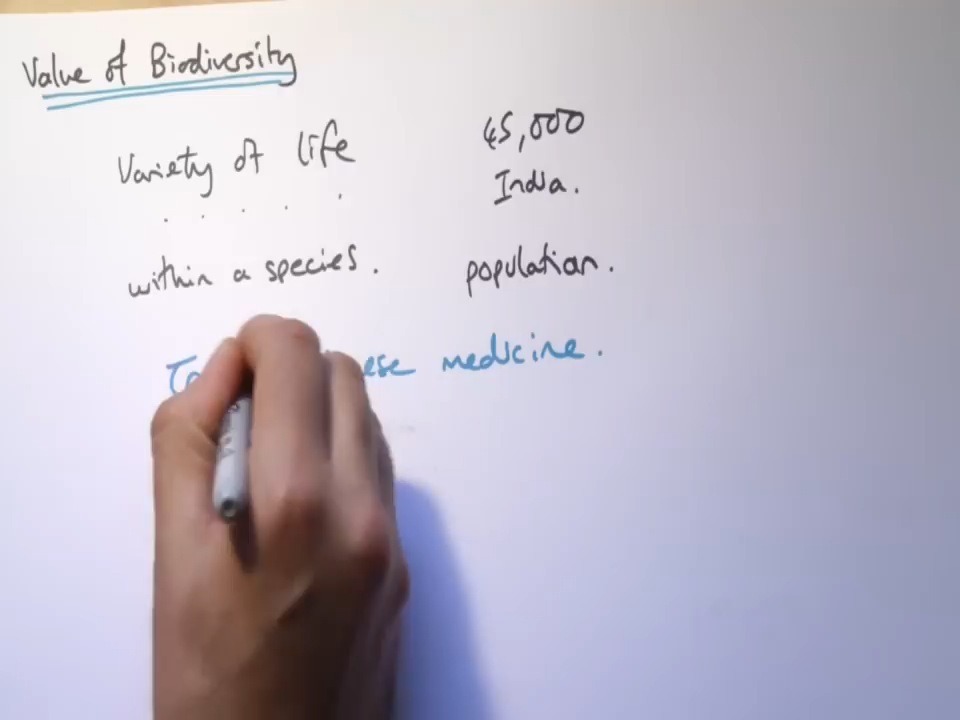 Value of Biodiversity
Variety of life 45,000
India.
within a species. population.
medicine.